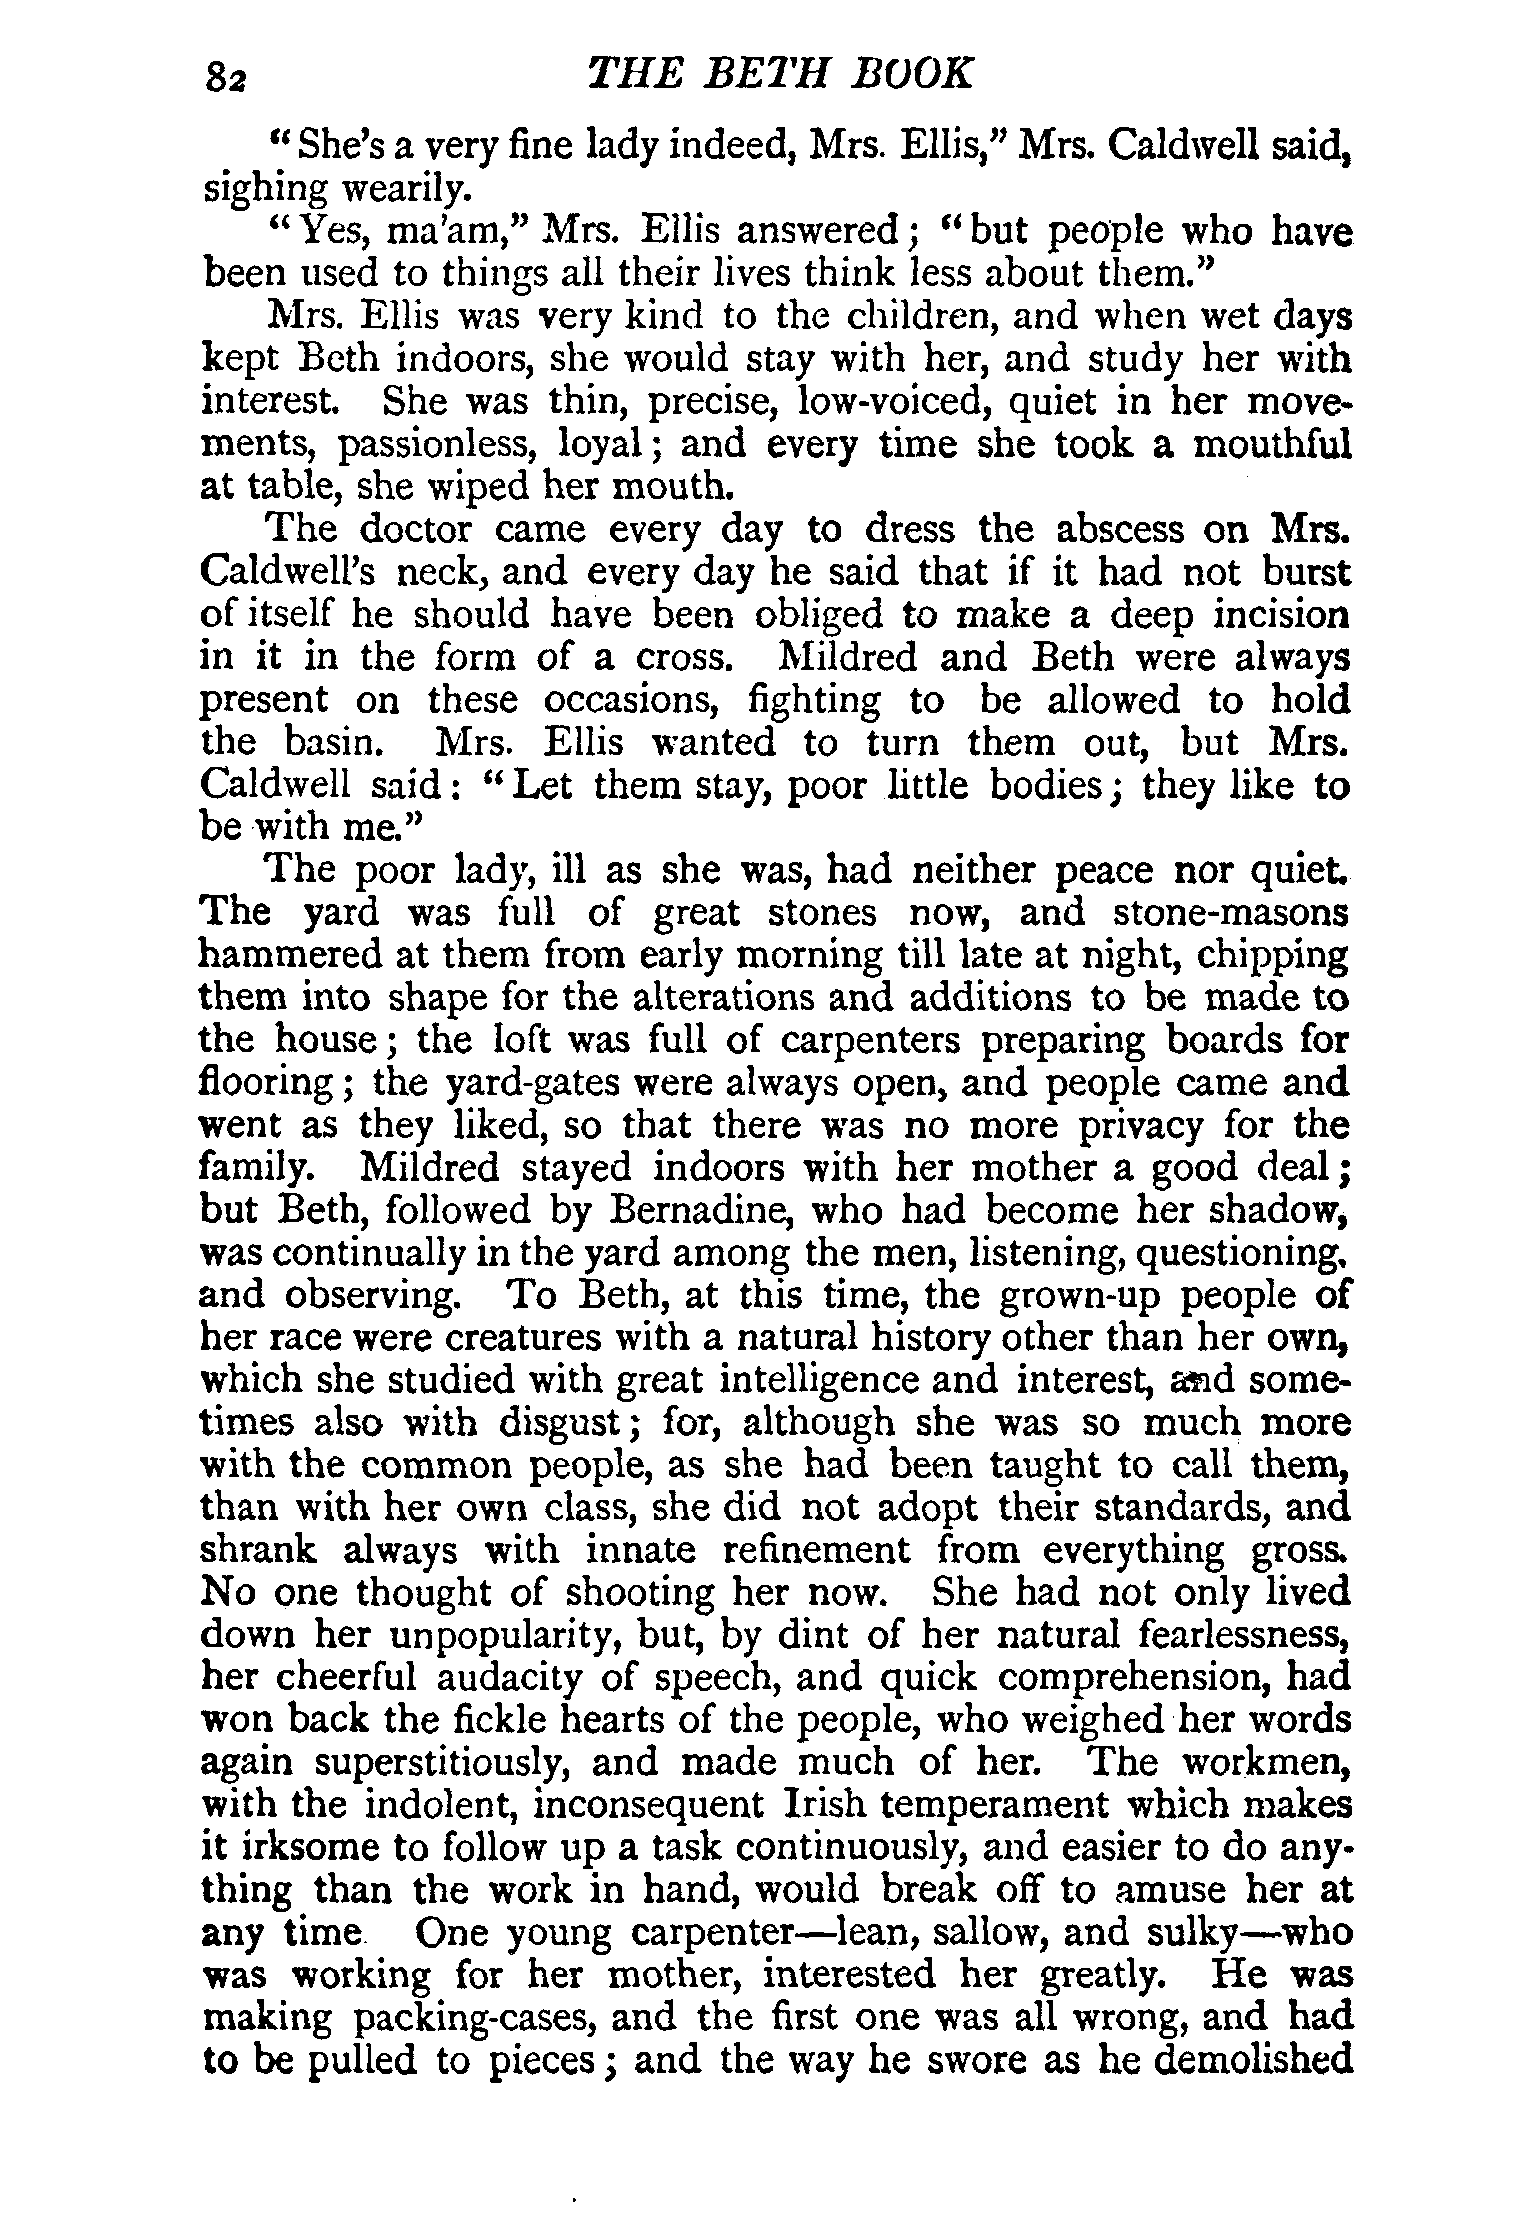 82 THE BETH BOOK
“She’s a very fine lady indeed, Mrs. Ellis,” Mrs. Caldwell said,
sighing wearily.
“Yes, ma’am,” Mrs. Ellis answered; “but people who have
been used to things all their lives think less about them.”
Mrs. Ellis was very kind to the children, and when wet days
kept Beth indoors, she would stay with her, and study her with
interest. She was thin, precise, low-voiced, quiet in her move-
ments, passionless, loyal; and every time she took a mouthful
at table, she wiped her mouth.
The doctor came every day to dress the abscess on Mrs.
Caldwell’s neck, and every day he said that if it had not burst
of itself he should have been obliged to make a deep incision
in it in the form of a cross. Mildred and Beth were always
present on these occasions, fighting to be allowed to hold
the basin. Mrs. Ellis wanted to turn them out, but Mrs.
Caldwell said: “Let them stay, poor little bodies; they like to
be with me.”
The poor lady, ill as she was, had neither peace nor quiet.
The yard was full of great stones now, and stone-masons
hammered at them from early morning till late at night, chipping
them into shape for the alterations and additions to be made to
the house; the loft was full of carpenters preparing boards for
flooring; the yard-gates were always open, and people came and
went as they liked, so that there was no more privacy for the
family. Mildred stayed indoors with her mother a good deal;
but Beth, followed by Bernadine, who had become her shadow,
was continually in the yard among the men, listening, questioning,
and observing. To Beth, at this time, the grown-up people of
her race were creatures with a natural history other than her own,
which she studied with great intelligence and interest, and some-
times also with disgust; for, although she was so much more
with the common people, as she had been taught to call them,
than with her own class, she did not adopt their standards, and
shrank always with innate refinement from everything gross.
No one thought of shooting her now. She had not only lived
down her unpopularity, but, by dint of her natural fearlessness,
her cheerful audacity of speech, and quick comprehension, had
won back the fickle hearts of the people, who weighed her words
again superstitiously, and made much of her. The workmen,
with the indolent, inconsequent Irish temperament which makes
it irksome to follow up a task continuously, and easier to do any-
thing than the work in hand, would break off to amuse her at
any time. One young carpenter—lean, sallow, and sulky—who
was working for her mother, interested her greatly. He was
making packing-cases, and the first one was all wrong, and had
to be pulled to pieces; and the way he swore as he demolished